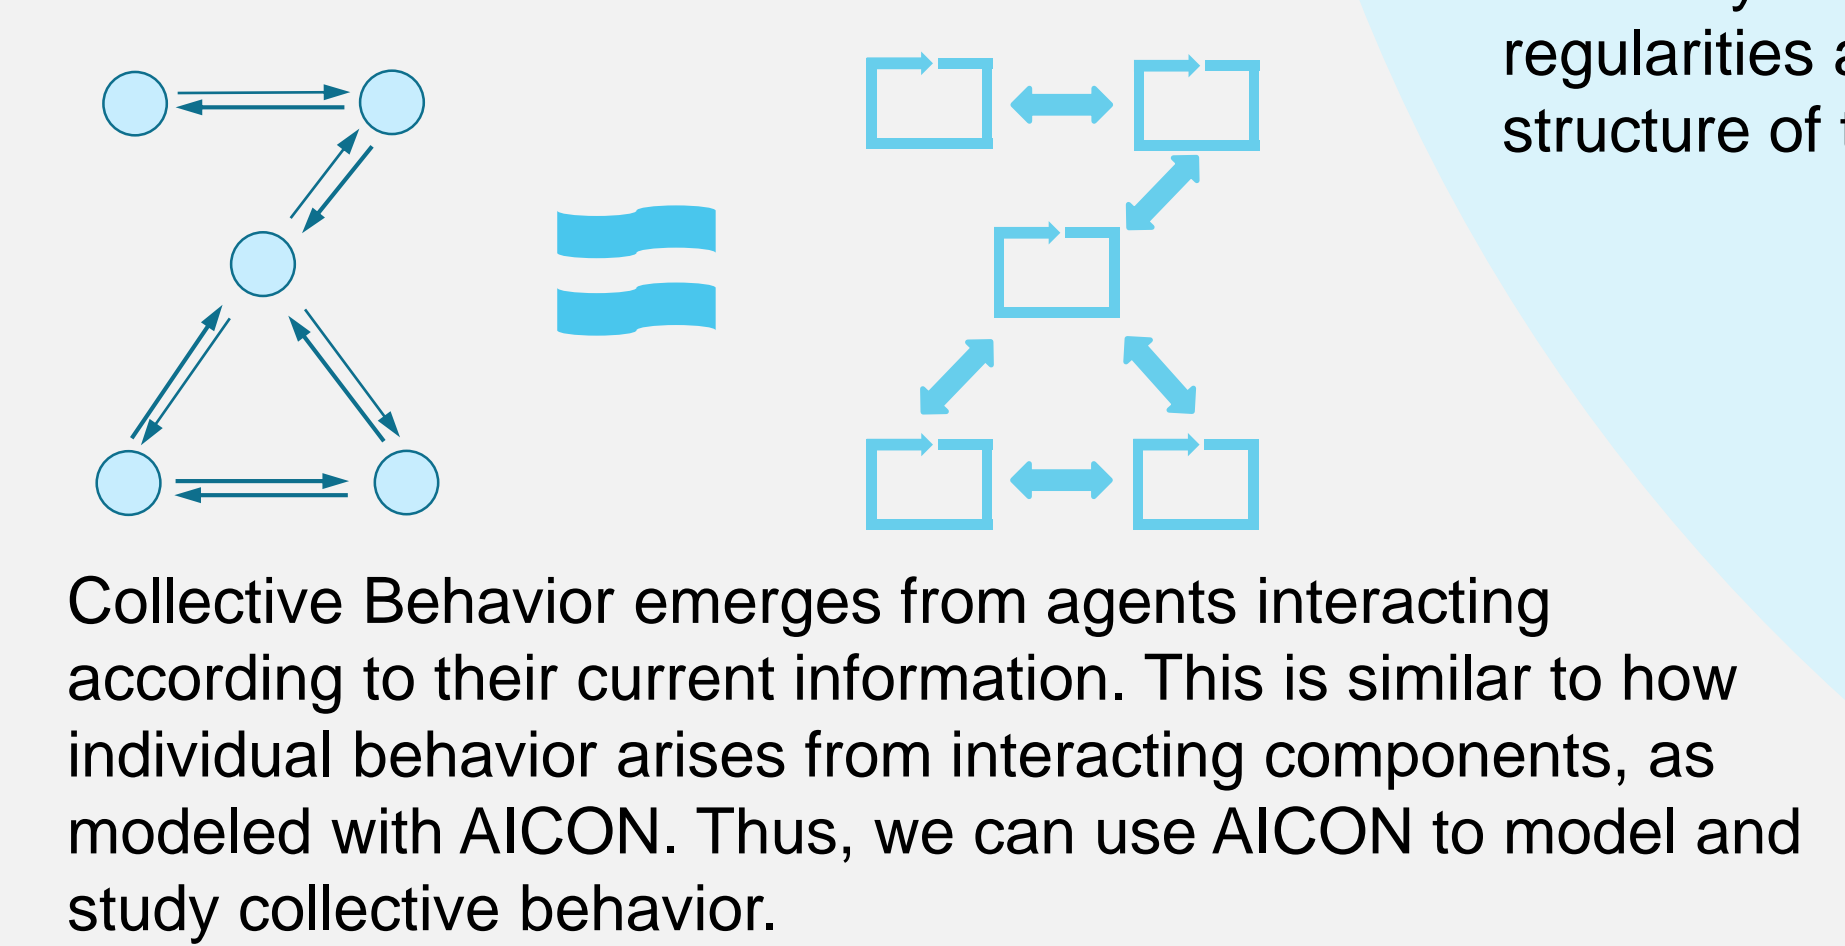 regularities
structure of
Collective Behavior emerges from agents interacting
according to their current information. This is similar to how
individual behavior arises from interacting components, as
modeled with AICON. Thus, we can use AICON to model and
study collective behavior.